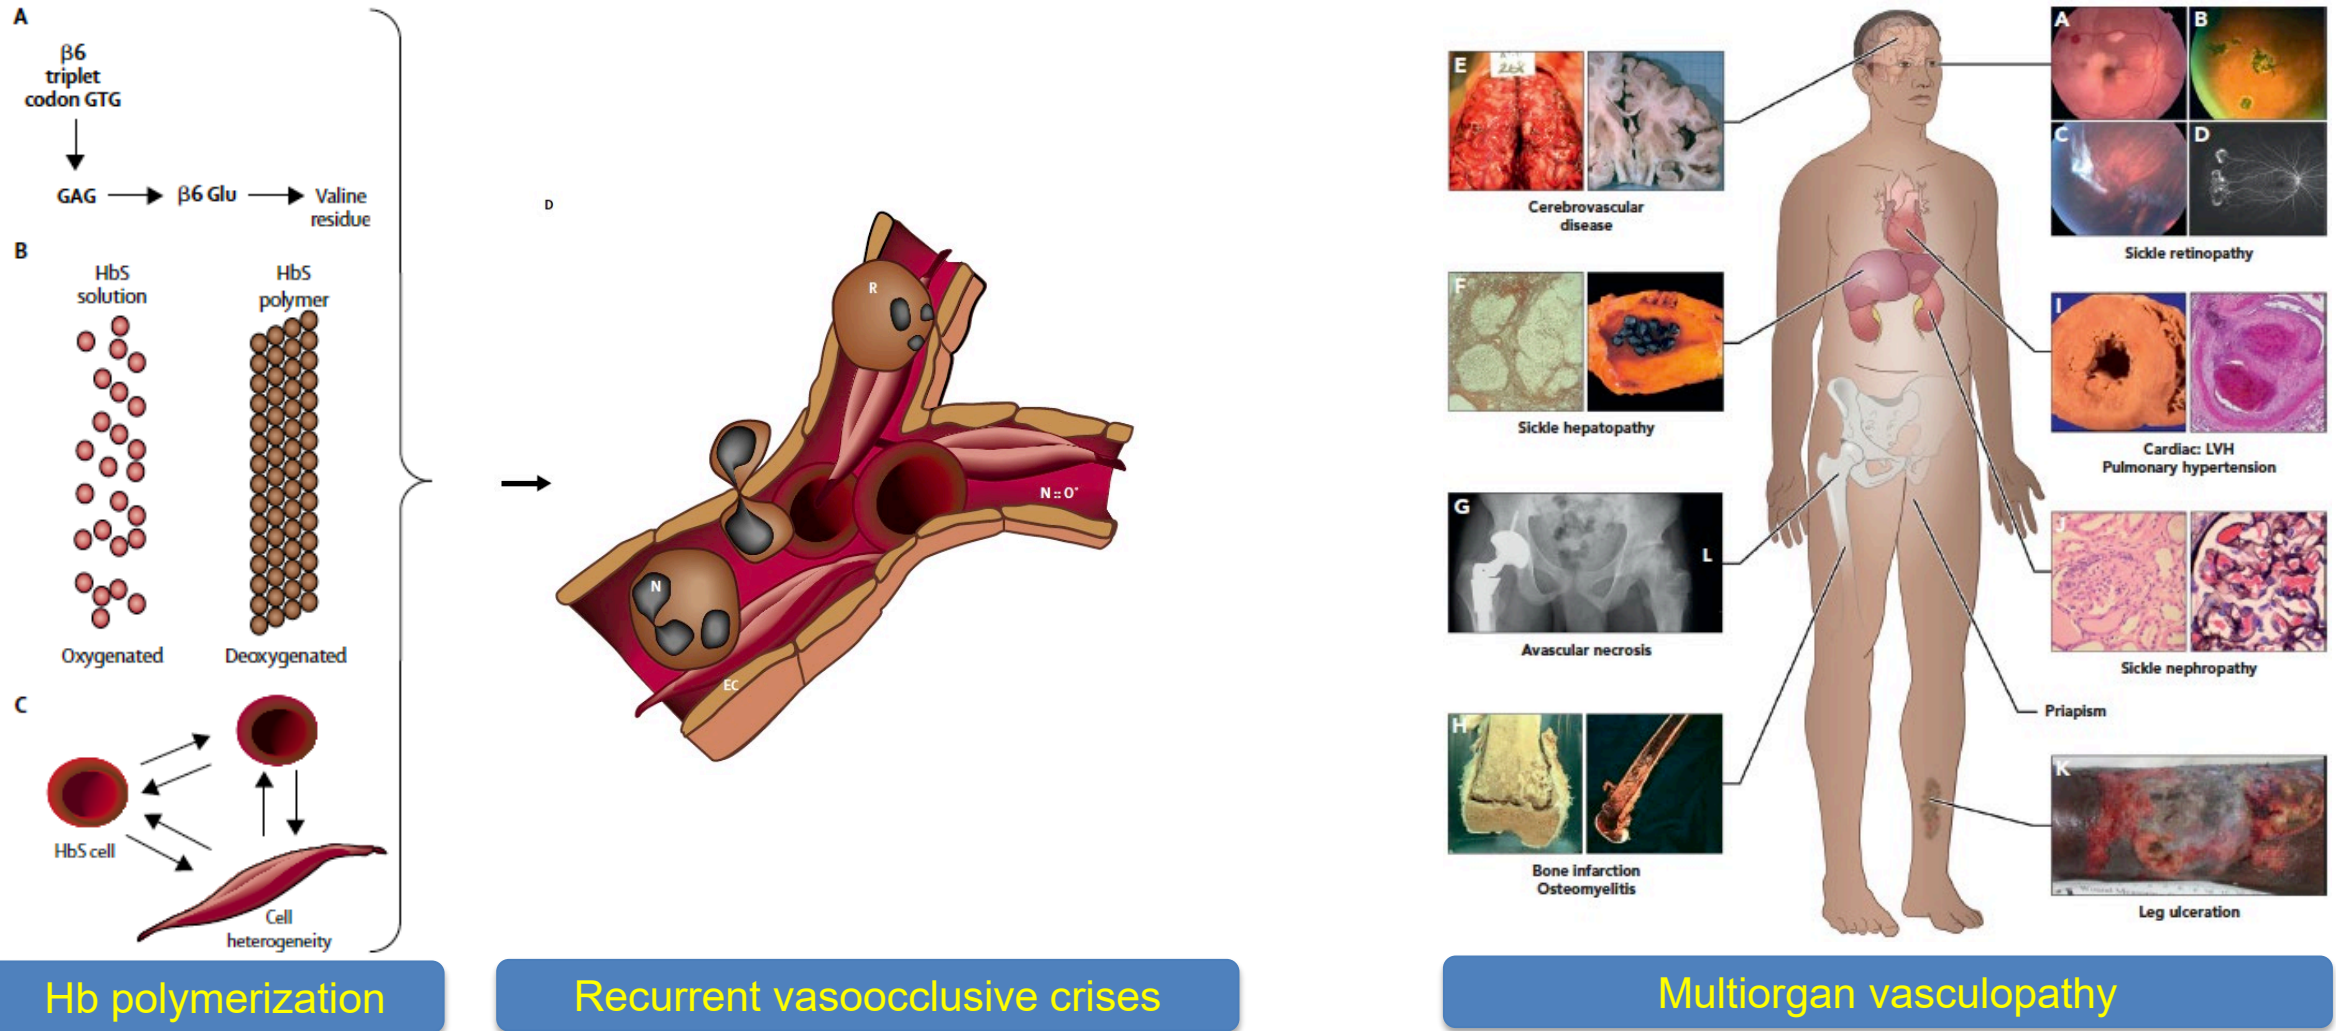 A
β6
triplet
codon GTG
GAG
β6 Glu
Valine
residue
B
HbS
solution
HbS
polymer
Oxygenated
Deoxygenated
C
HbS cell
Cell
heterogeneity
Hb polymerization
D
R
N :: O°
N
EC
Recurrent vasoocclusive crises
E
Cerebrovascular
disease
F
Sickle hepatopathy
G
L
Avascular necrosis
H
Bone infarction
Osteomyelitis
A
B
C
D
Sickle retinopathy
I
Cardiac: LVH
Pulmonary hypertension
J
Sickle nephropathy
Priapism
K
Leg ulceration
Multiorgan vasculopathy